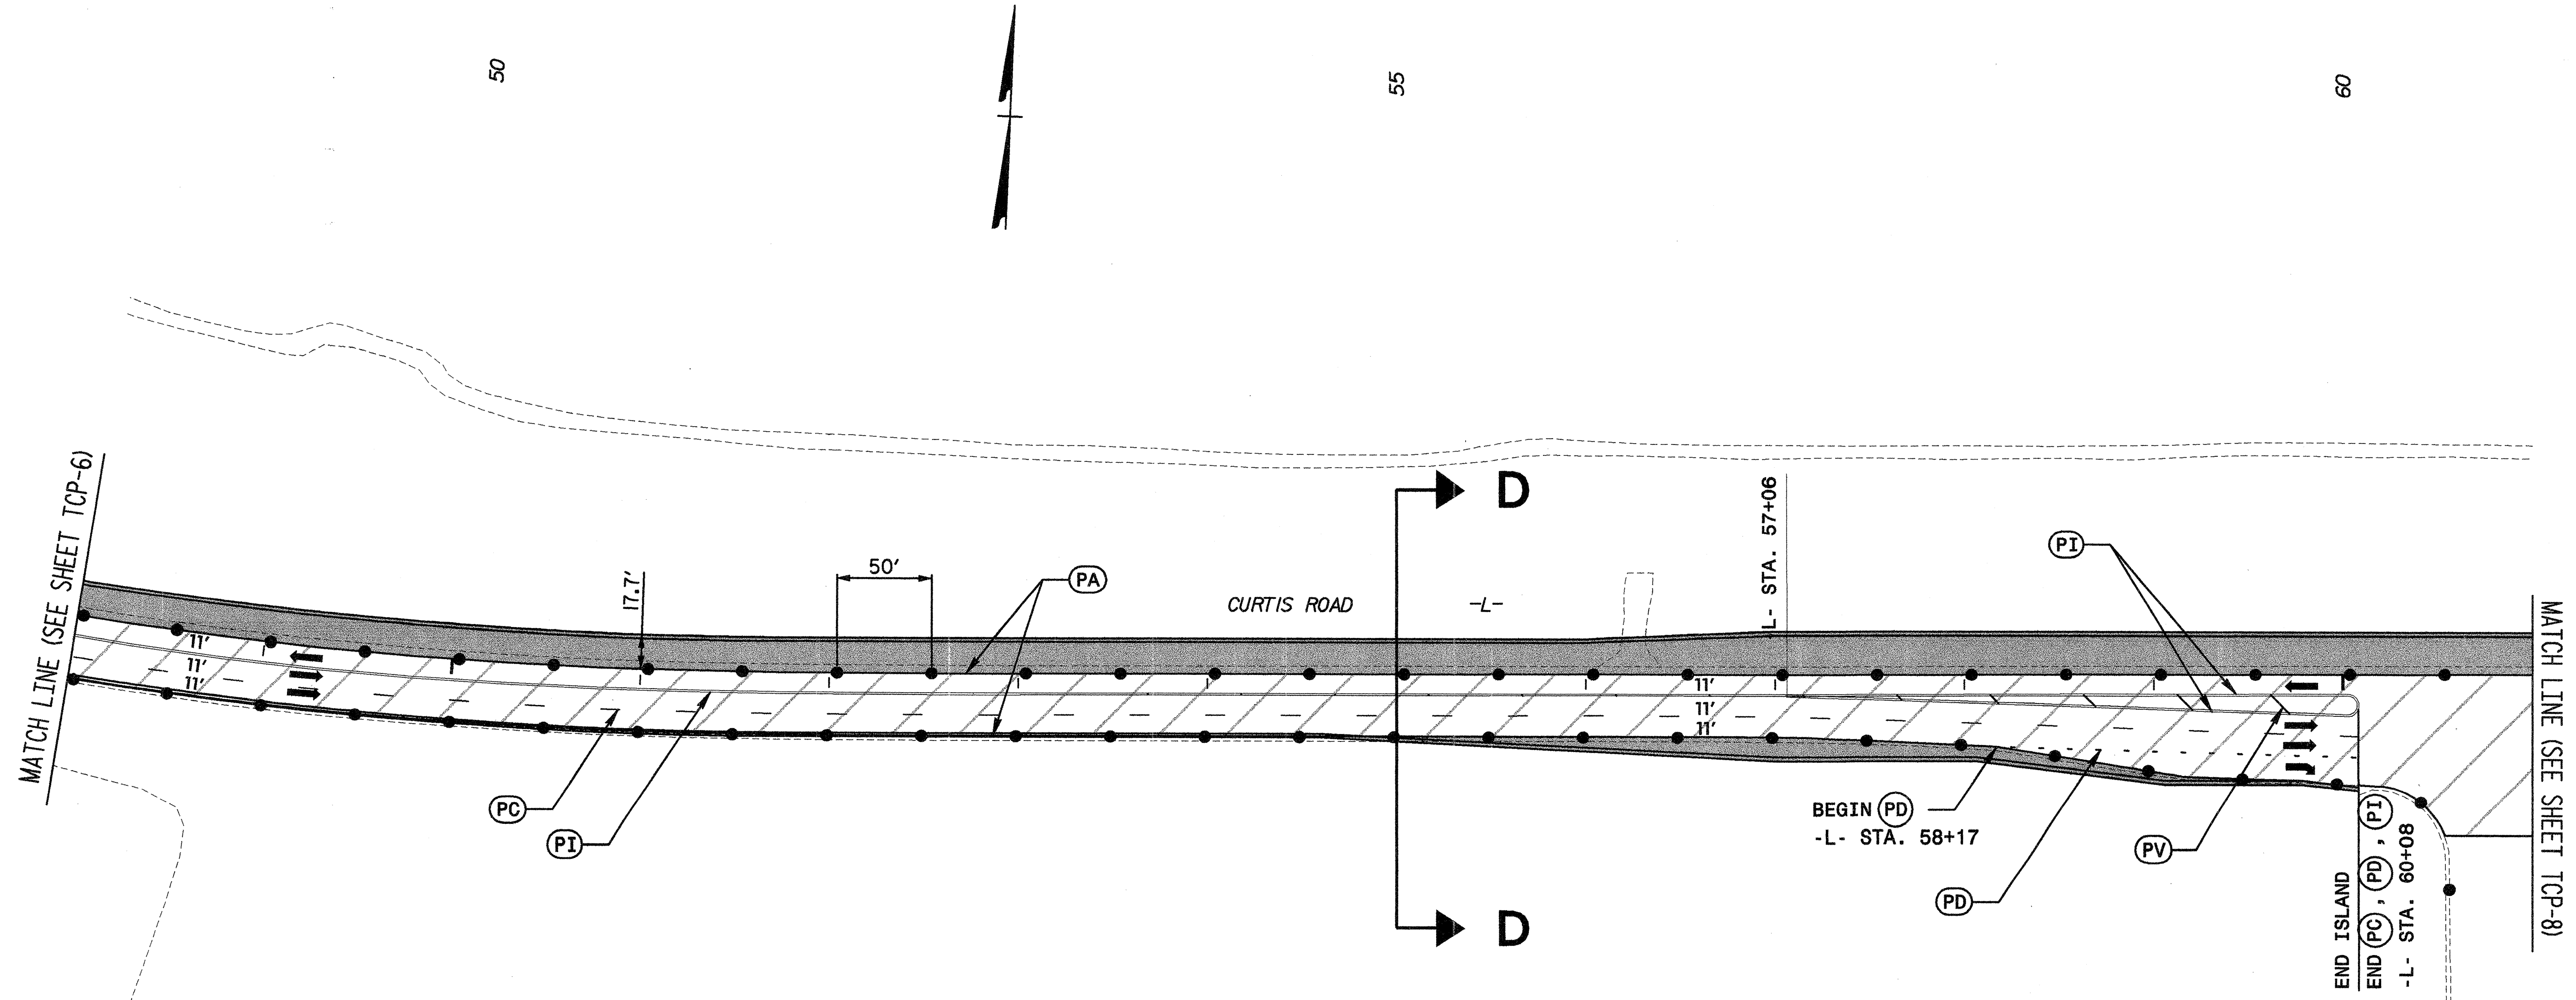 50
55
60
MATCH LINE (SEE SHEET TCP-6)
D
-L- STA. 57+06
PI
17.7'
50'
PA
CURTIS ROAD -L-
MATCH LINE (SEE SHEET TCP-8)
11'
11'
11'
11'
11'
11'
PC
PI
BEGIN PD
-L- STA. 58+17
PV
PD
D
END ISLAND
END PC, PD, PI
-L- STA. 60+08